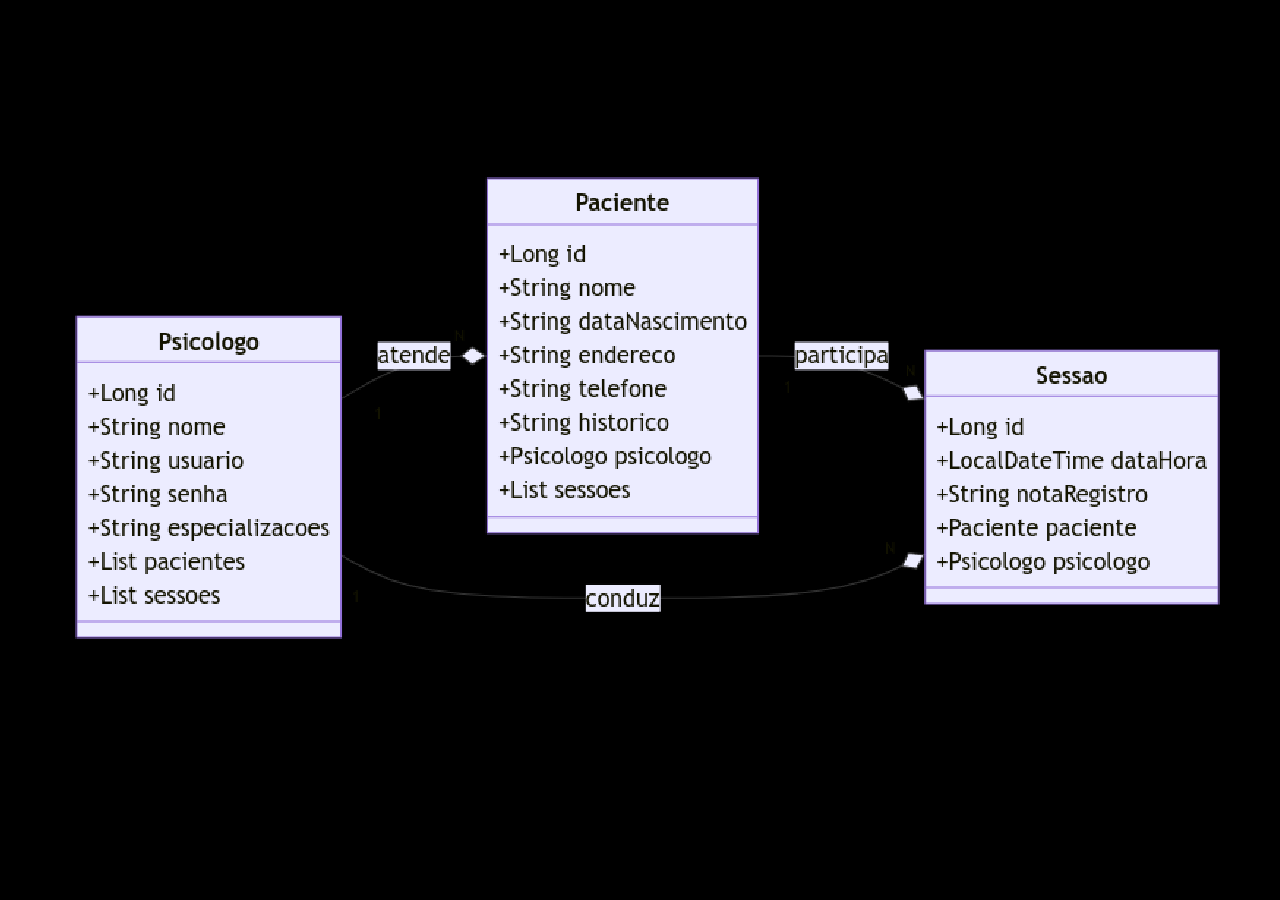 Psicologo
+Long id
+String nome
+String usuario
+String senha
+String especializacoes
+List pacientes
+List sessoes
atende
1
N
Paciente
+Long id
+String nome
+String dataNascimento
+String endereco
+String telefone
+String historico
+Psicologo psicologo
+List sessoes
participa
1
N
conduz
1
N
Sessao
+Long id
+LocalDateTime dataHora
+String notaRegistro
+Paciente paciente
+Psicologo psicologo